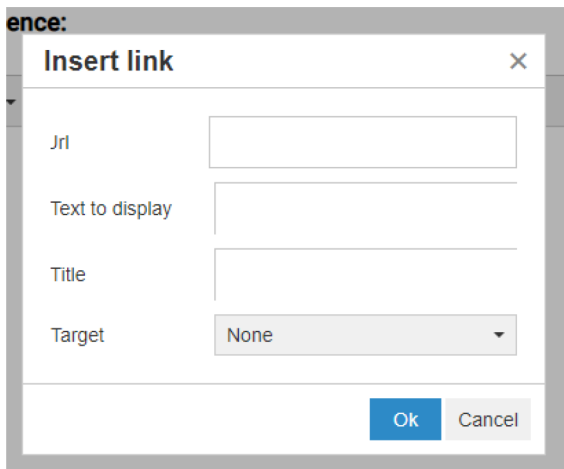 ence:
Insert link
×
Jrl
Text to display
Title
Target None
Ok Cancel